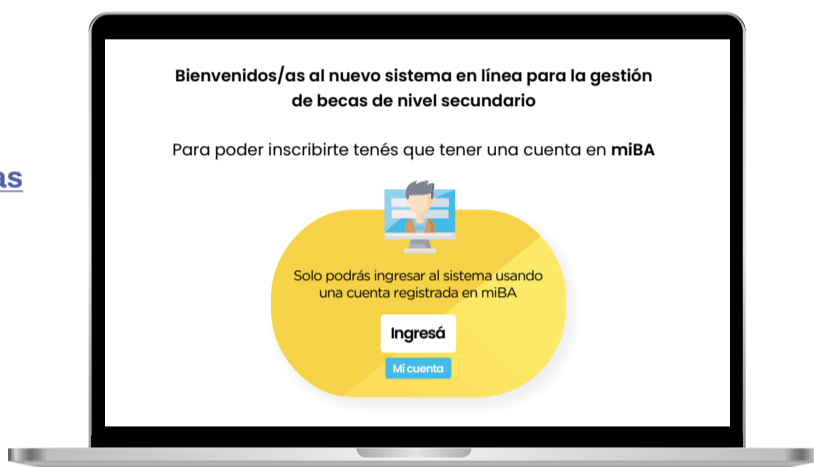 Bienvenidos/as al nuevo sistema en línea para la gestión
de becas de nivel secundario
Para poder inscribirte tenés que tener una cuenta en miBA
as
Solo podrás ingresar al sistema usando
una cuenta registrada en miBA
Ingresá
Mi cuenta